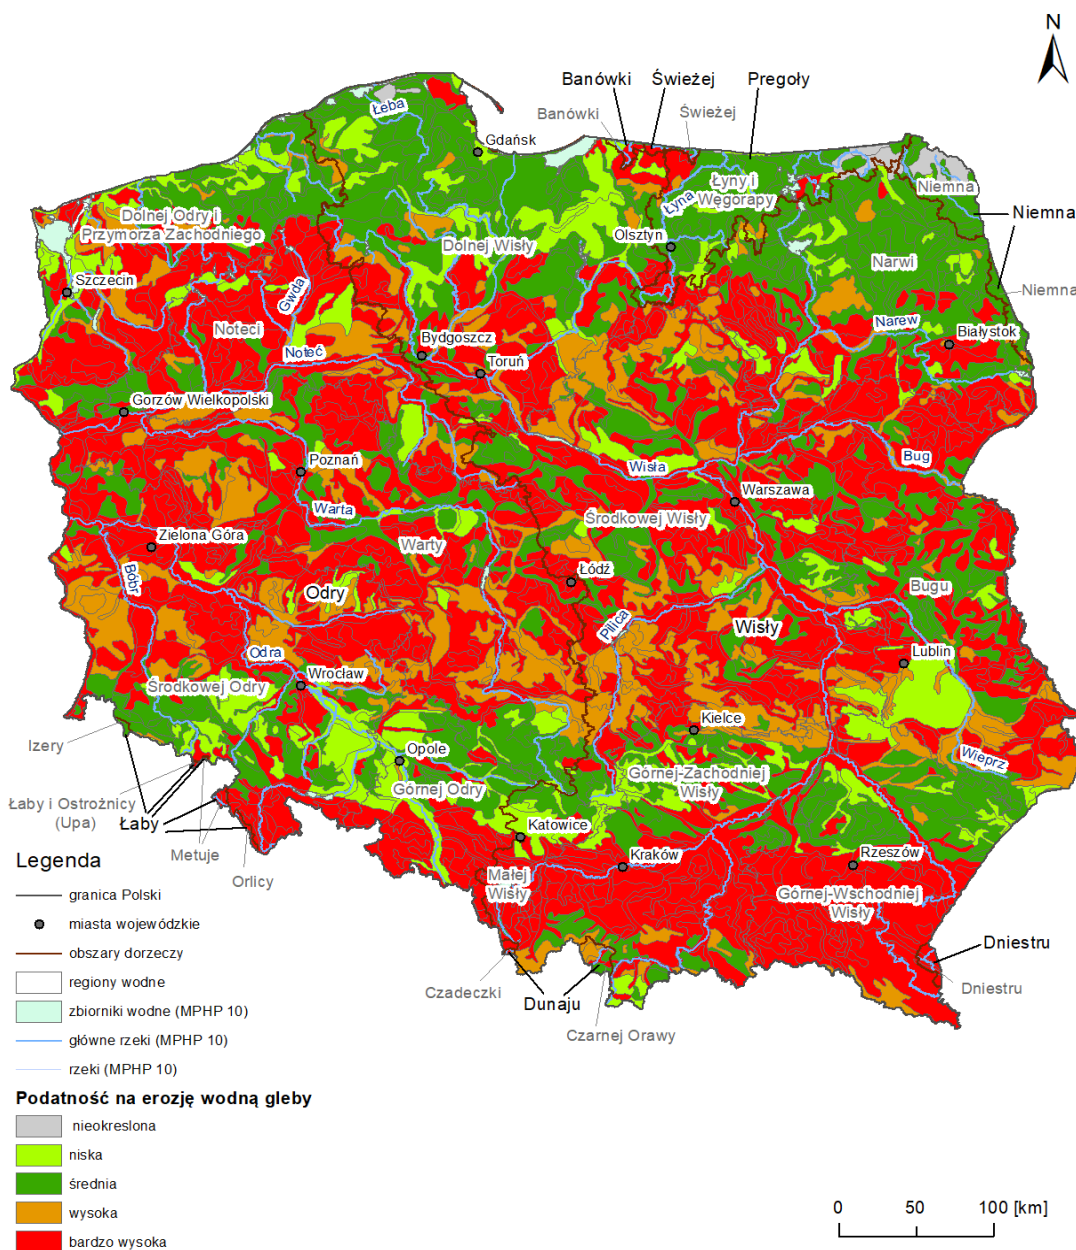 N
Banówki
Świeżej
Pregoły
Banówki
Świeżej
Łeba
Gdańsk
Łyny i
Węgorapy
Niemna
Łyna
Niemna
Dolnej Odry i
Przymorza Zachodniego
Dolnej Wisły
Olsztyn
Narwi
Szczecin
Gwda
Niemna
Noteci
Narew
Białystok
Bydgoszcz
Noteć
Toruń
Gorzów Wielkopolski
Poznań
Wisła
Bug
Warszawa
Warta
Środkowej Wisły
Zielona Góra
Warty
Łódź
Bóbr
Odry
Bugu
Pilica
Wisły
Odra
Lublin
Środkowej Odry
Wrocław
Kielce
Izery
Opole
Wieprz
Górnej-Zachodniej
Wisły
Górnej Odry
Łaby i Ostrożnicy
(Upa)
Łaby
Katowice
Metuje
Kraków
Rzeszów
Małej
Wisły
Orlicy
Górnej-Wschodniej
Wisły
Dniestru
Czadeczki
Dunaju
Dniestru
Czarnej Orawy
Legenda
granica Polski
miasta wojewódzkie
obszary dorzeczy
regiony wodne
zbiorniki wodne (MPHP 10)
główne rzeki (MPHP 10)
rzeki (MPHP 10)
Podatność na erozję wodną gleby
nieokreslona
niska
średnia
wysoka
bardzo wysoka
0 50 100 [km]